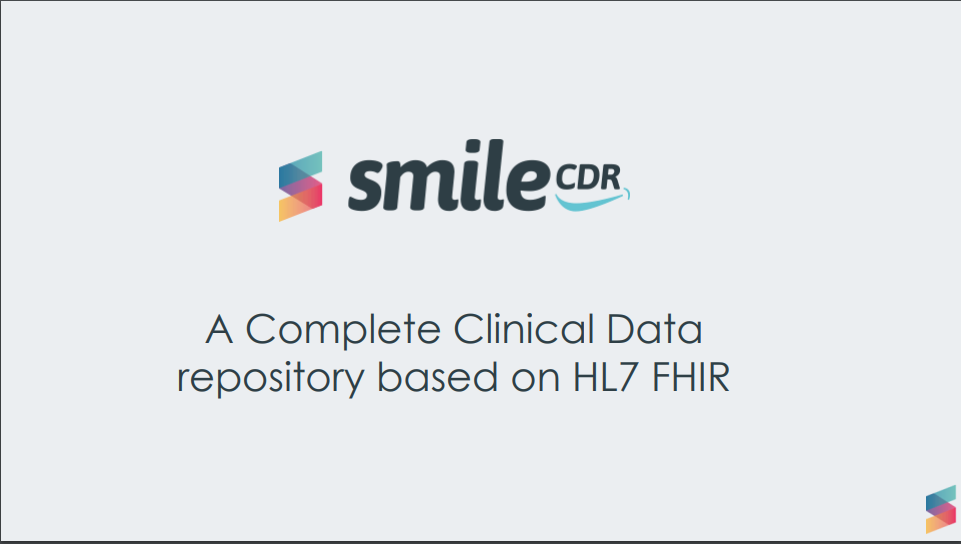 smile CDR
A Complete Clinical Data
repository based on HL7 FHIR